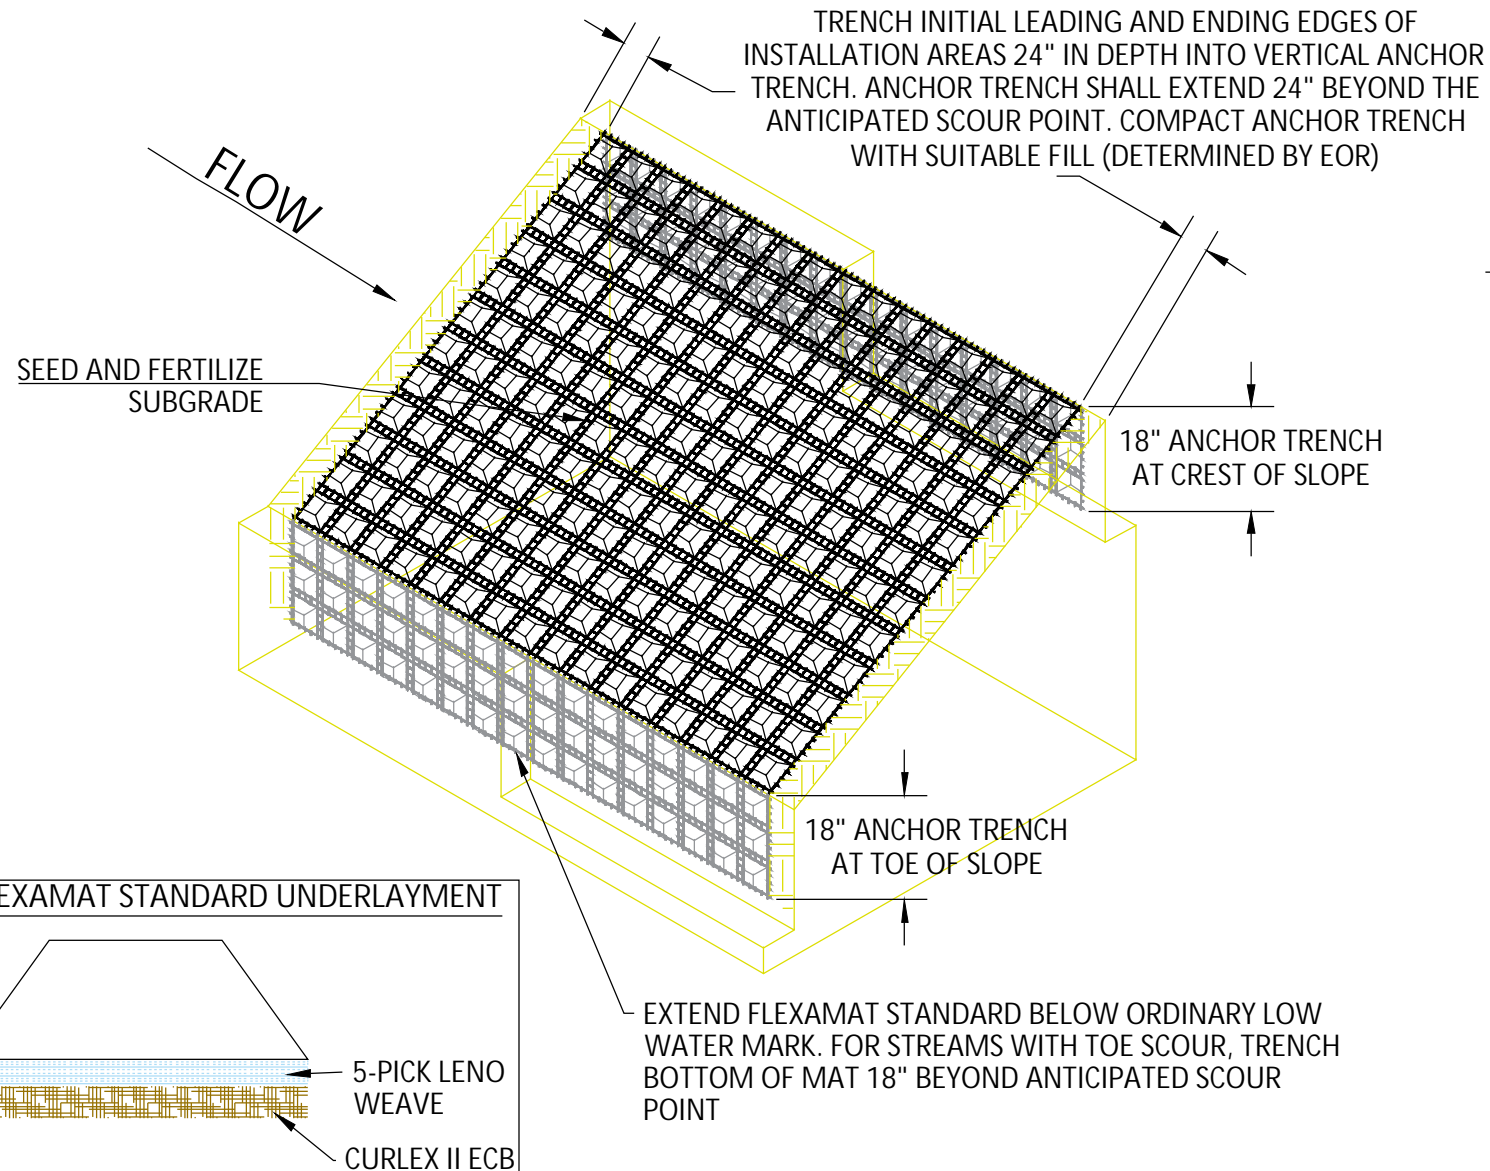 TRENCH INITIAL LEADING AND ENDING EDGES OF
INSTALLATION AREAS 24" IN DEPTH INTO VERTICAL ANCHOR
TRENCH. ANCHOR TRENCH SHALL EXTEND 24" BEYOND THE
ANTICIPATED SCOUR POINT. COMPACT ANCHOR TRENCH
WITH SUITABLE FILL (DETERMINED BY EOR)
FLOW
SEED AND FERTILIZE
SUBGRADE
18" ANCHOR TRENCH
AT CREST OF SLOPE
18" ANCHOR TRENCH
AT TOE OF SLOPE
EXAMAT STANDARD UNDERLAYMENT
5-PICK LENO
WEAVE
CURLEX II ECB
EXTEND FLEXAMAT STANDARD BELOW ORDINARY LOW
WATER MARK. FOR STREAMS WITH TOE SCOUR, TRENCH
BOTTOM OF MAT 18" BEYOND ANTICIPATED SCOUR
POINT